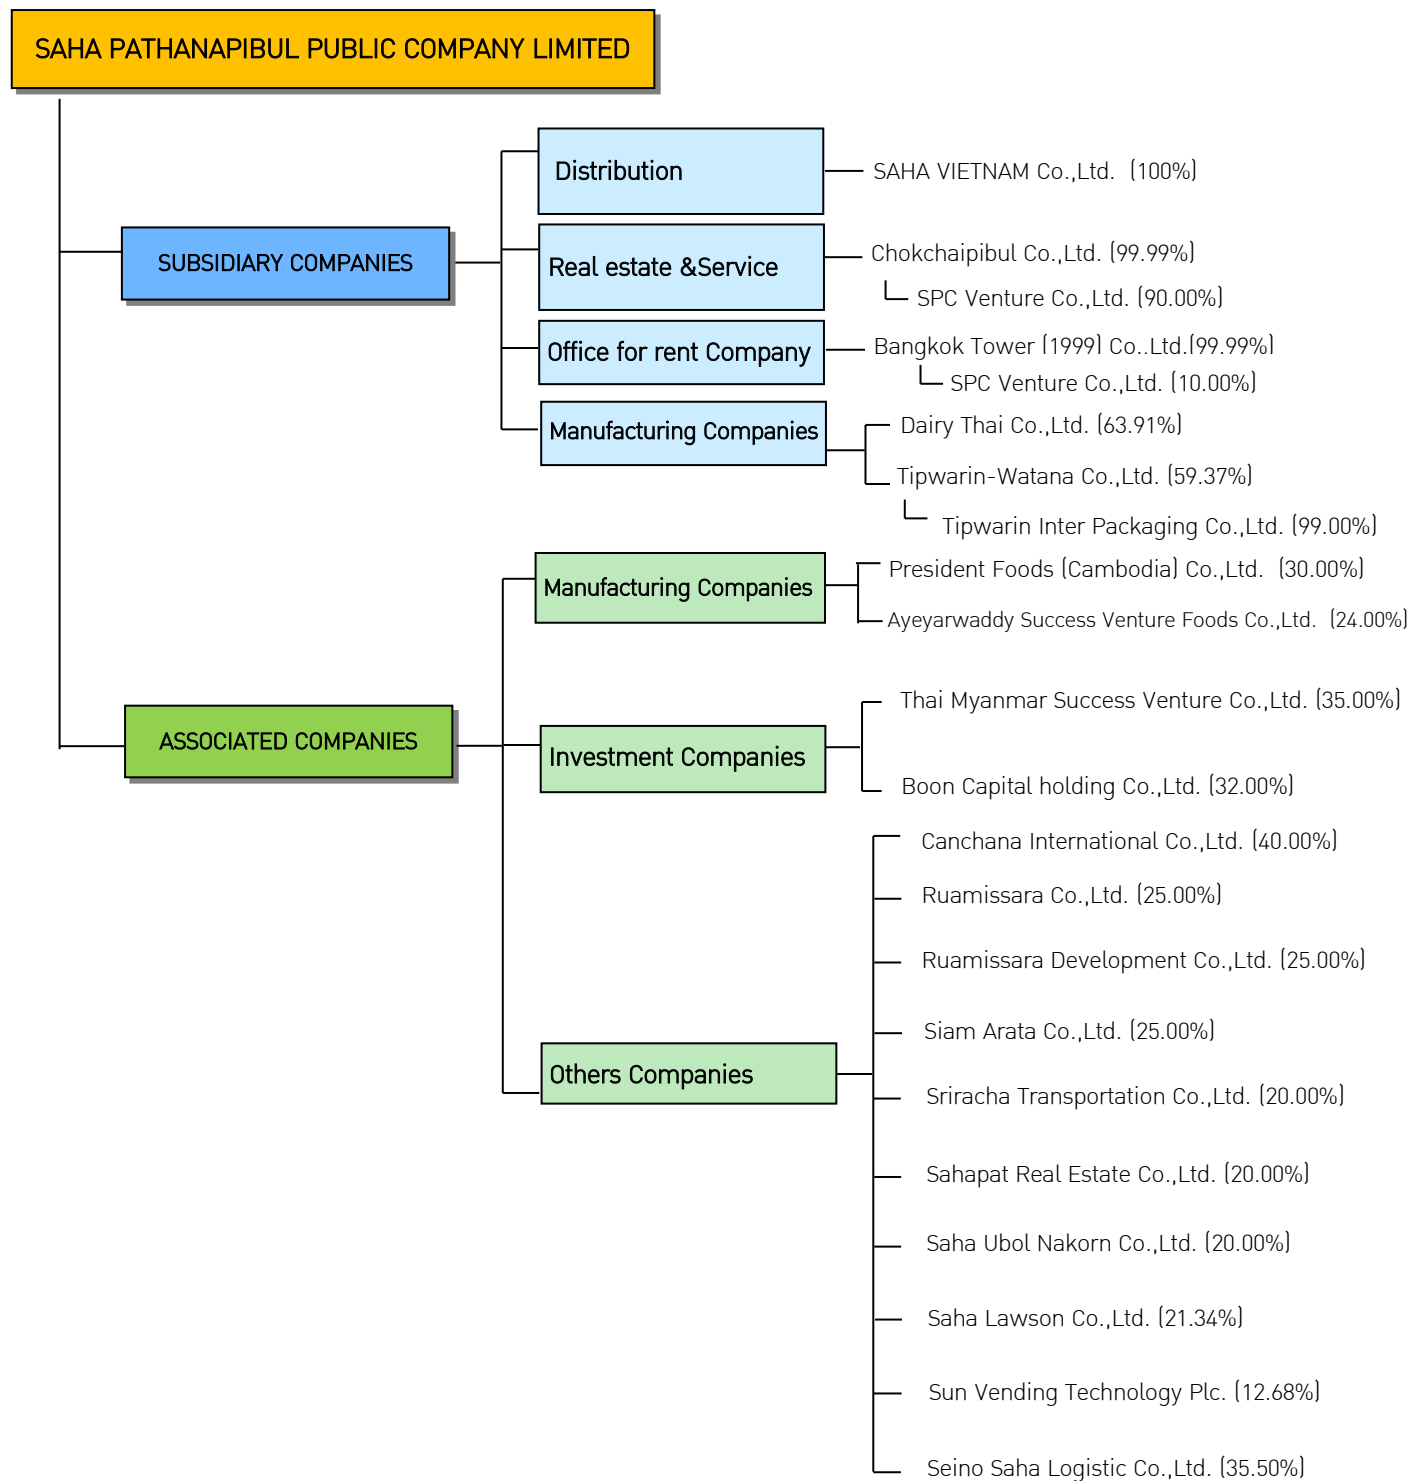 SAHA PATHANAPIBUL PUBLIC COMPANY LIMITED
SUBSIDIARY COMPANIES
Distribution
SAHA VIETNAM Co.,Ltd. (100%)
Real estate &Service
Chokchaipibul Co.,Ltd. (99.99%)
SPC Venture Co.,Ltd. (90.00%)
Office for rent Company
Bangkok Tower (1999) Co.,Ltd.(99.99%)
SPC Venture Co.,Ltd. (10.00%)
Manufacturing Companies
Dairy Thai Co.,Ltd. (63.91%)
Tipwarin-Watana Co.,Ltd. (59.37%)
Tipwarin Inter Packaging Co.,Ltd. (99.00%)
ASSOCIATED COMPANIES
Manufacturing Companies
President Foods (Cambodia) Co.,Ltd. (30.00%)
Ayeyarwaddy Success Venture Foods Co.,Ltd. (24.00%)
Investment Companies
Thai Myanmar Success Venture Co.,Ltd. (35.00%)
Boon Capital holding Co.,Ltd. (32.00%)
Others Companies
Canchana International Co.,Ltd. (40.00%)
Ruamissara Co.,Ltd. (25.00%)
Ruamissara Development Co.,Ltd. (25.00%)
Siam Arata Co.,Ltd. (25.00%)
Sriracha Transportation Co.,Ltd. (20.00%)
Sahapat Real Estate Co.,Ltd. (20.00%)
Saha Ubol Nakorn Co.,Ltd. (20.00%)
Saha Lawson Co.,Ltd. (21.34%)
Sun Vending Technology Plc. (12.68%)
Seino Saha Logistic Co.,Ltd. (35.50%)